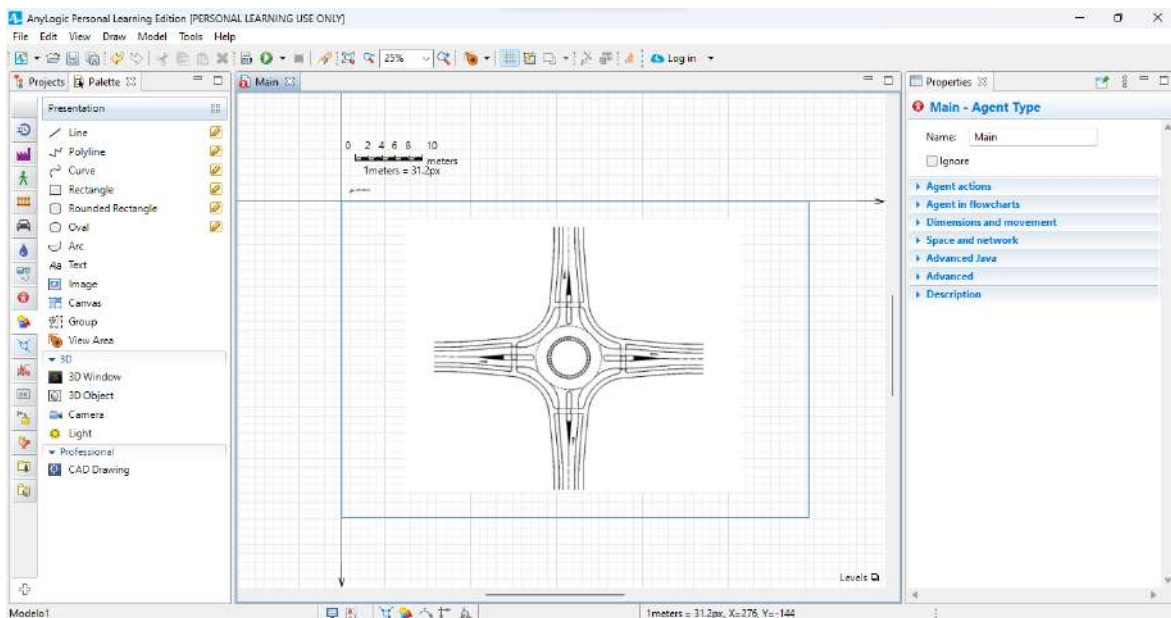 AnyLogic Personal Learning Edition [PERSONAL LEARNING USE ONLY]
File Edit View Draw Model Tools Help
25%
Log in
Projects Palette
Main
Properties
Presentation
Line
Polyline
Curve
Rectangle
Rounded Rectangle
Oval
Arc
Aa Text
Image
Canvas
Group
View Area
3D
3D Window
3D Object
Camera
Light
Professional
CAD Drawing
0 2 4 6 8 10
meters
1meters = 31.2px
Levels
Main - Agent Type
Name: Main
Ignore
Agent actions
Agent in flowcharts
Dimensions and movement
Space and network
Advanced Java
Advanced
Description
Modelo1
1meters = 31.2px, X=276, Y=-144